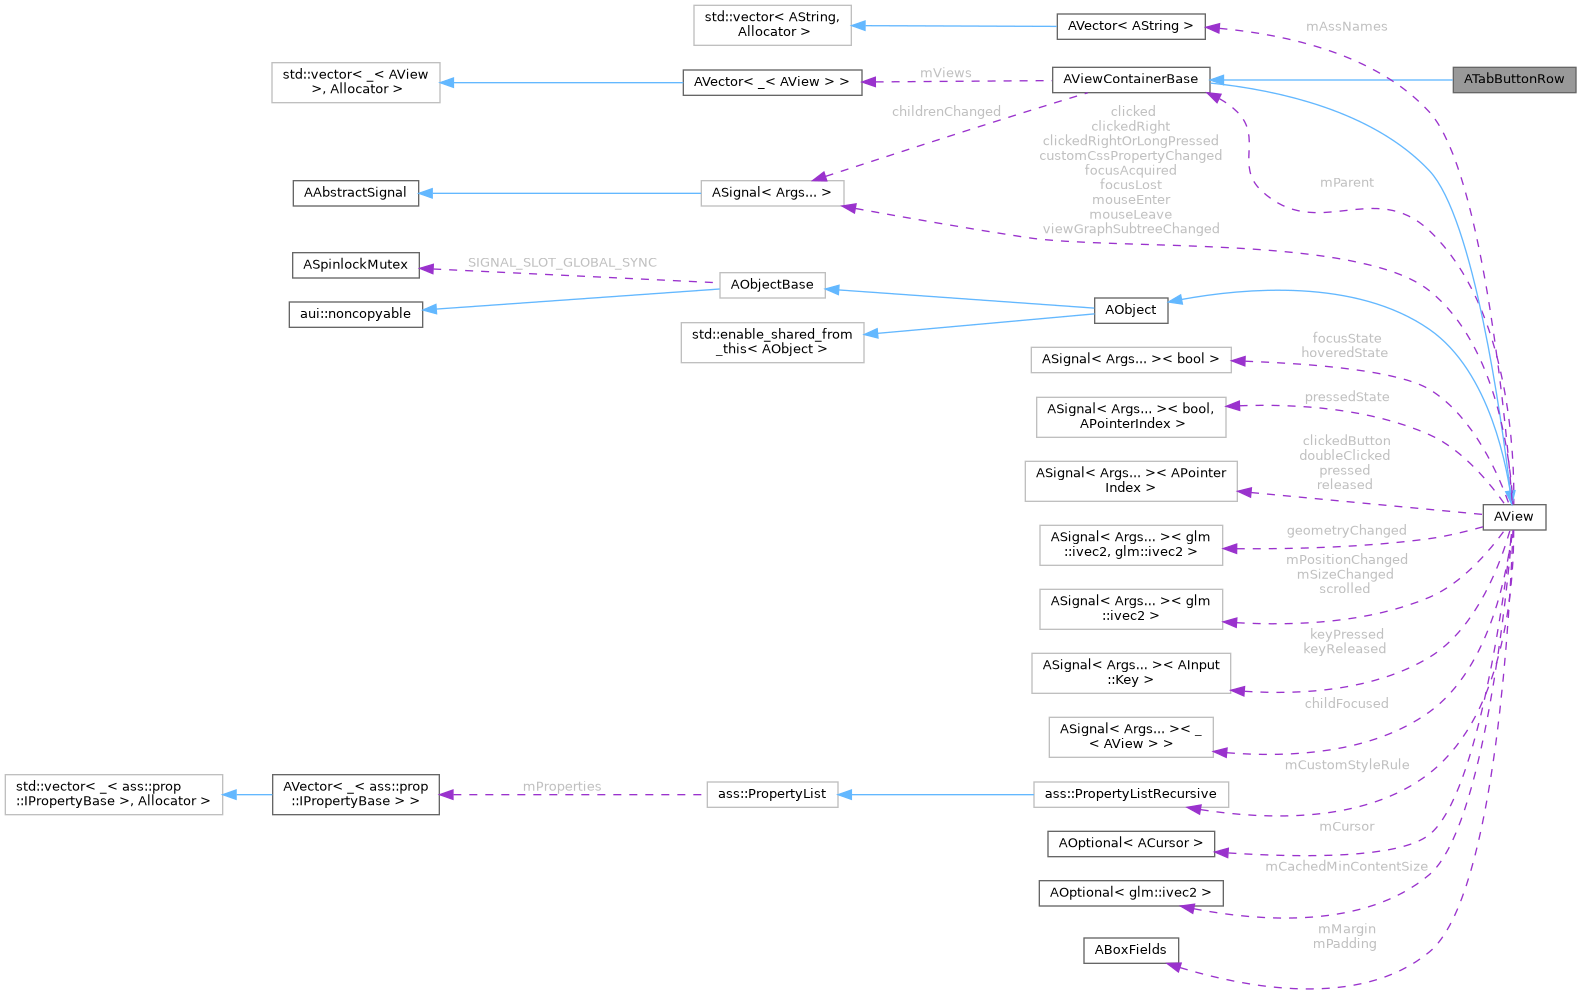 std::vector< AString,
Allocator >
AVector< AString >
mAssNames
std::vector< _< AView
>, Allocator >
AVector< _< AView > >
mViews
AViewContainerBase
ATabButtonRow
childrenChanged
clicked
clickedRight
clickedRightOrLongPressed
customCssPropertyChanged
focusAcquired
focusLost
mouseEnter
mouseLeave
viewGraphSubtreeChanged
mParent
AAbstractSignal
ASignal< Args... >
ASpinlockMutex
SIGNAL_SLOT_GLOBAL_SYNC
AObjectBase
aui::noncopyable
AObject
std::enable_shared_from
_this< AObject >
focusState
hoveredState
ASignal< Args... >< bool >
pressedState
ASignal< Args... >< bool,
APointerIndex >
clickedButton
doubleClicked
pressed
released
ASignal< Args... >< APointer
Index >
AView
geometryChanged
ASignal< Args... >< glm
::ivec2, glm::ivec2 >
mPositionChanged
mSizeChanged
scrolled
ASignal< Args... >< glm
::ivec2 >
keyPressed
keyReleased
ASignal< Args... >< AInput
::Key >
childFocused
ASignal< Args... >< _
< AView > >
mCustomStyleRule
std::vector< _< ass::prop
::IPropertyBase >, Allocator >
AVector< _< ass::prop
::IPropertyBase > >
mProperties
ass::PropertyList
ass::PropertyListRecursive
mCursor
AOptional< ACursor >
mCachedMinContentSize
AOptional< glm::ivec2 >
mMargin
mPadding
ABoxFields